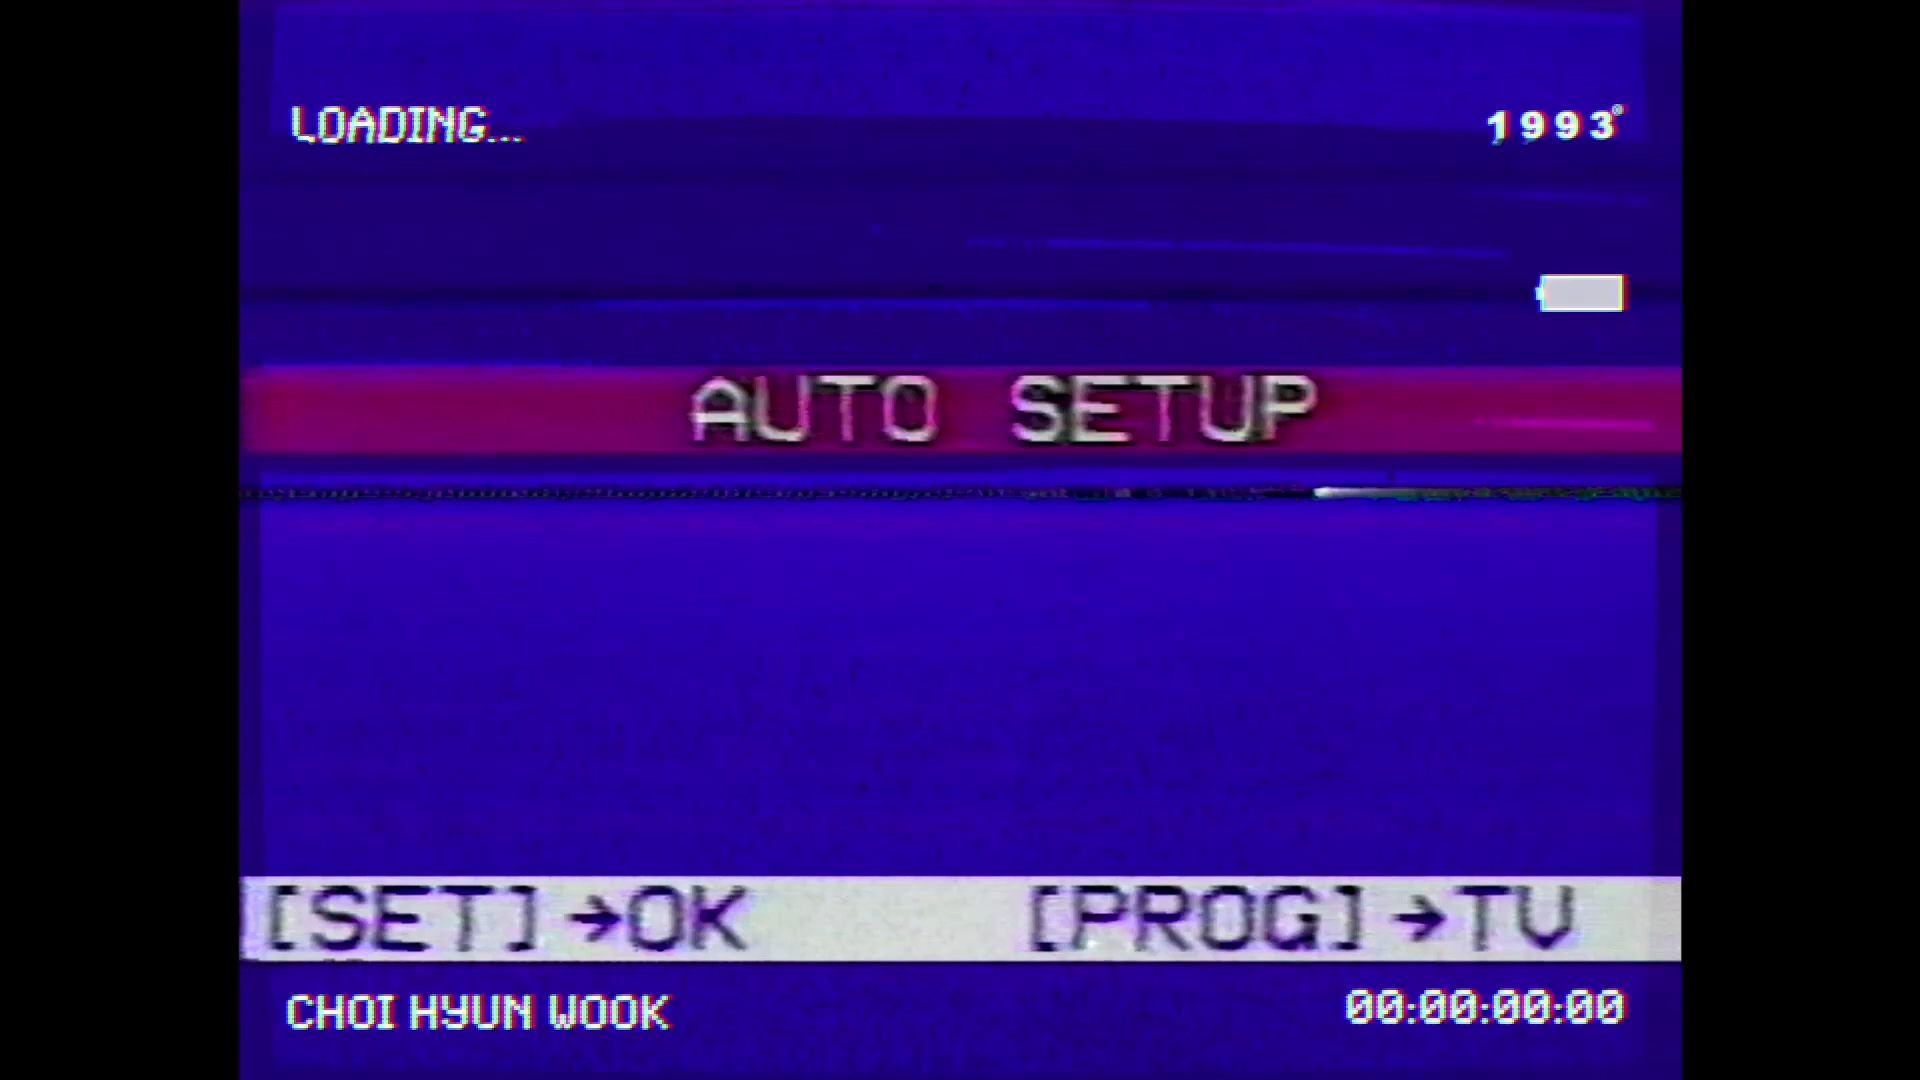 LOADING...
1993°
AUTO SETUP
[SET]→OK [PROG]→TV
CHOI HYUN WOOK
00:00:00:00